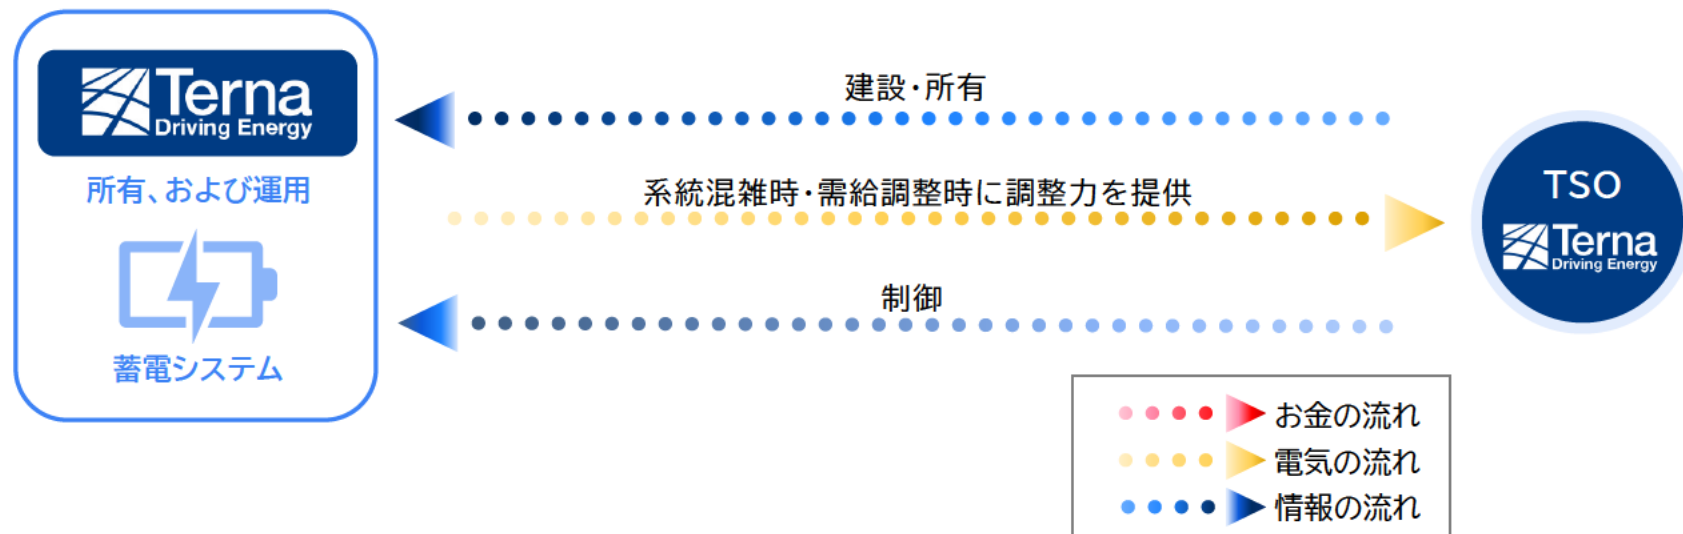 Terna
Driving Energy
所有、および運用
蓄電システム
建設・所有
系統混雑時・需給調整時に調整力を提供
制御
TSO
Terna
Driving Energy
お金の流れ
電気の流れ
情報の流れ